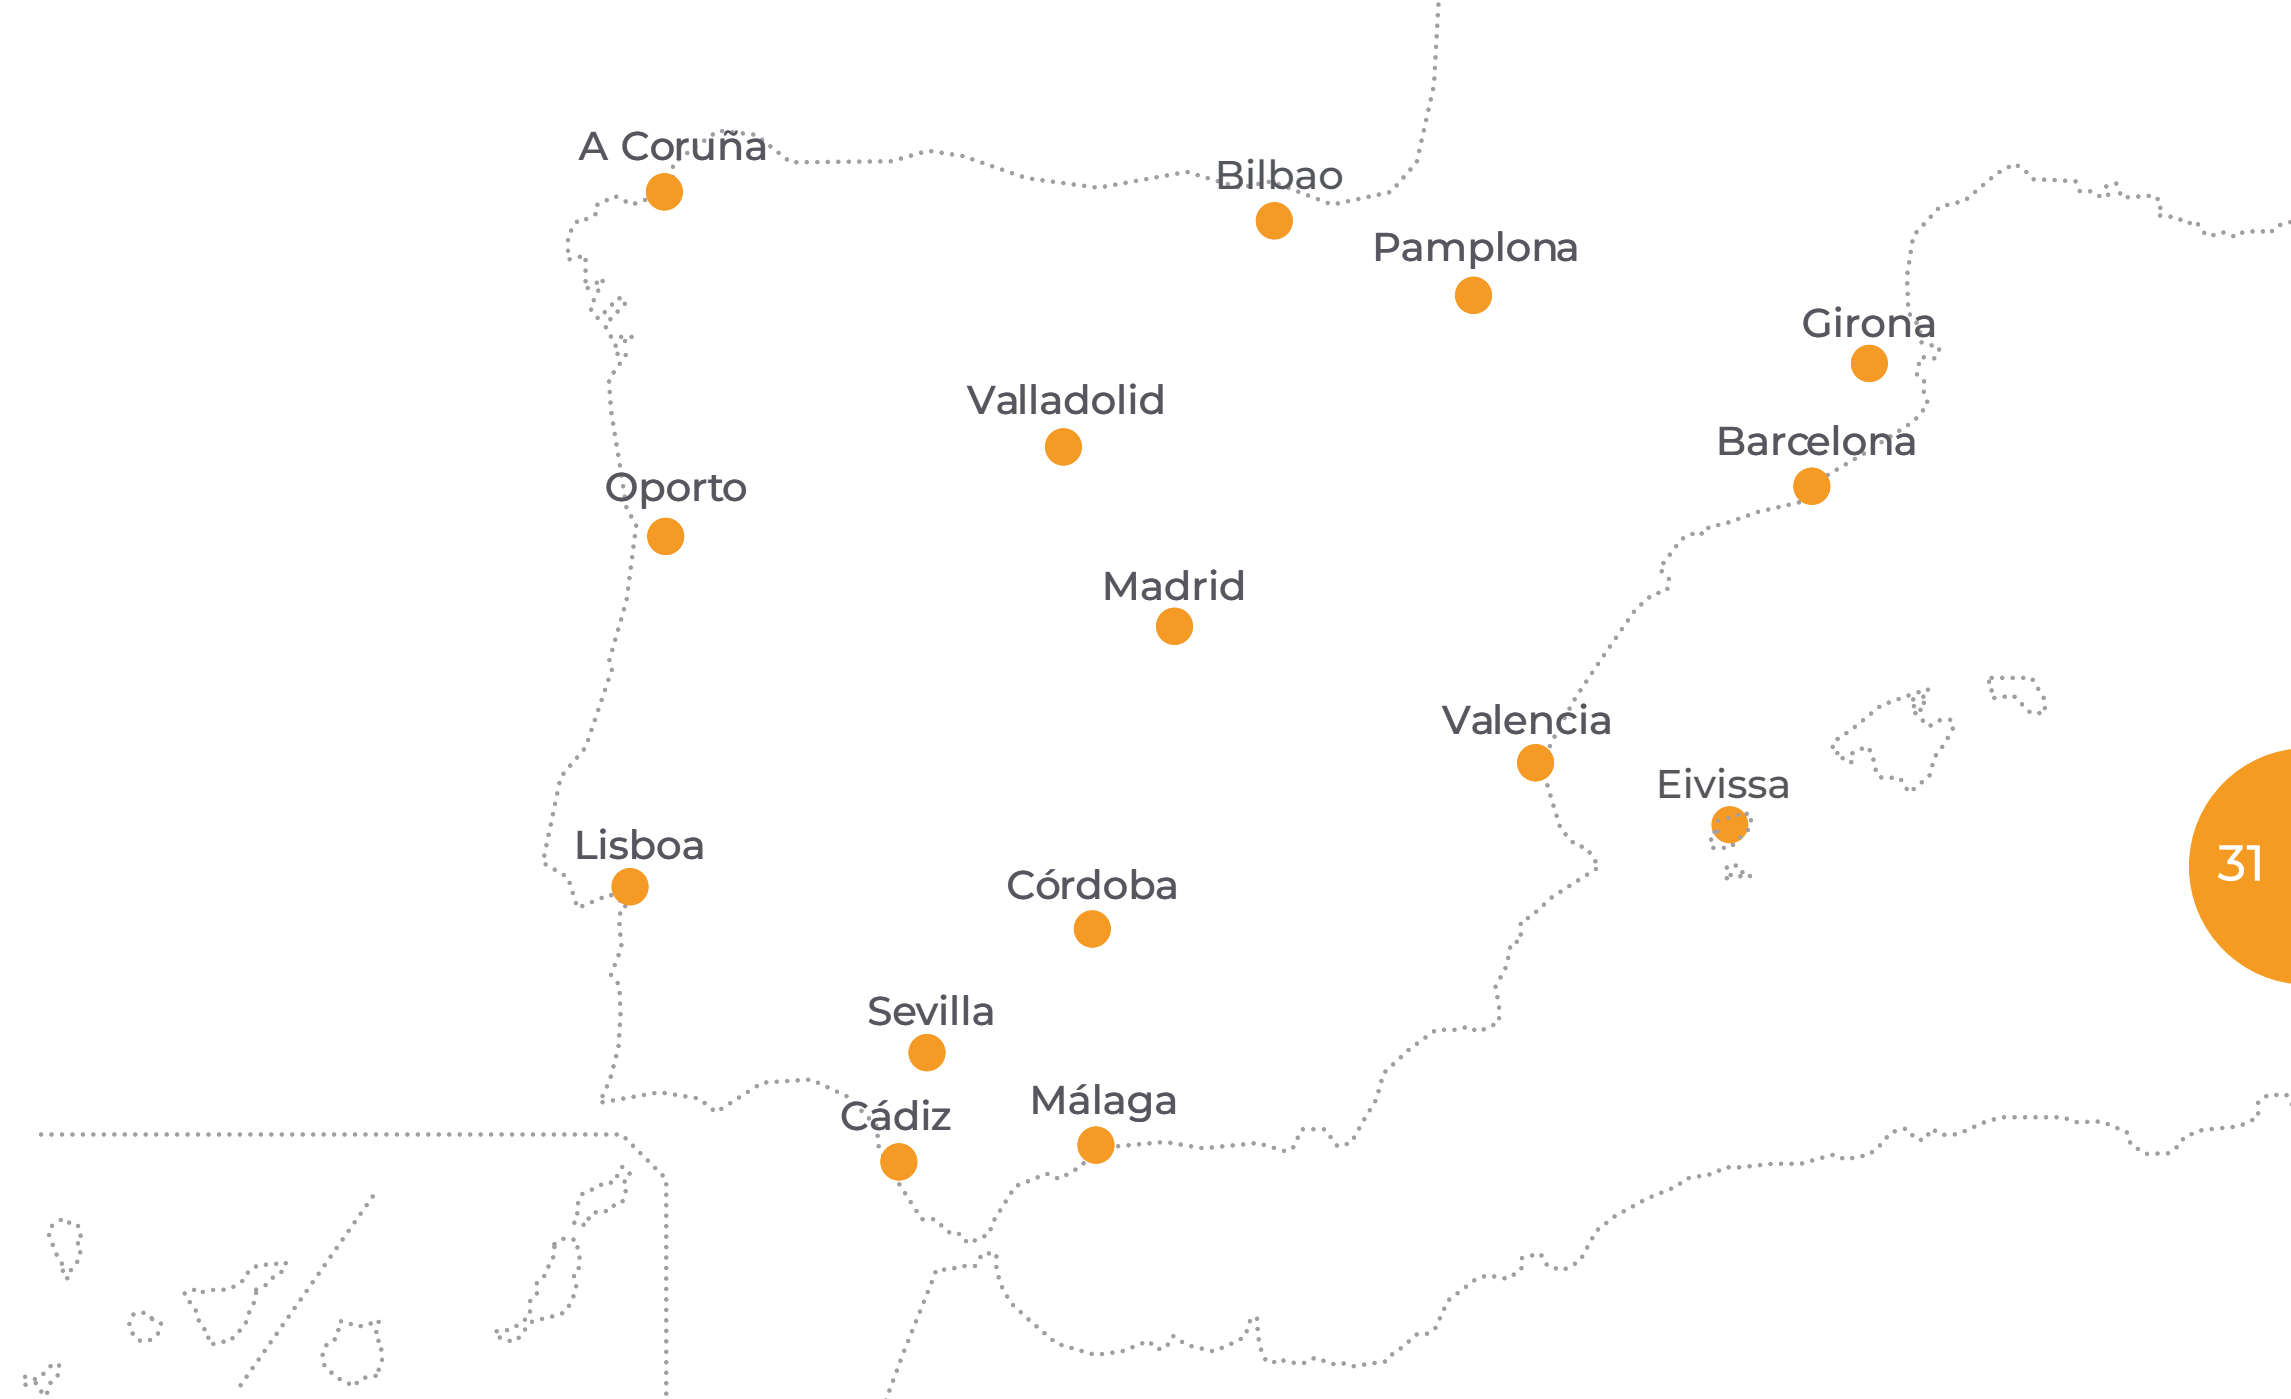 A Coruña
Bilbao
Pamplona
Girona
Valladolid
Barcelona
Oporto
Madrid
Valencia
Eivissa
Lisboa
31
Córdoba
Sevilla
Málaga
Cádiz